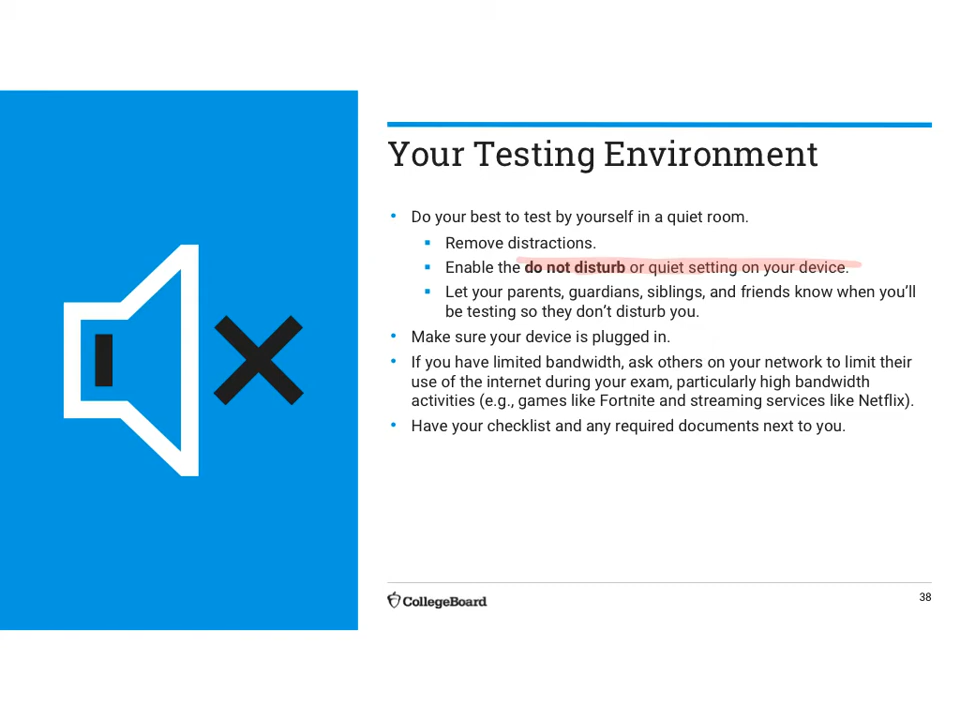 Your Testing Environment
• Do your best to test by yourself in a quiet room.
▪ Remove distractions.
▪ Enable the do not disturb or quiet setting on your device.
▪ Let your parents, guardians, siblings, and friends know when you’ll
be testing so they don’t disturb you.
• Make sure your device is plugged in.
• If you have limited bandwidth, ask others on your network to limit their
use of the internet during your exam, particularly high bandwidth
activities (e.g., games like Fortnite and streaming services like Netflix).
• Have your checklist and any required documents next to you.
CollegeBoard
38